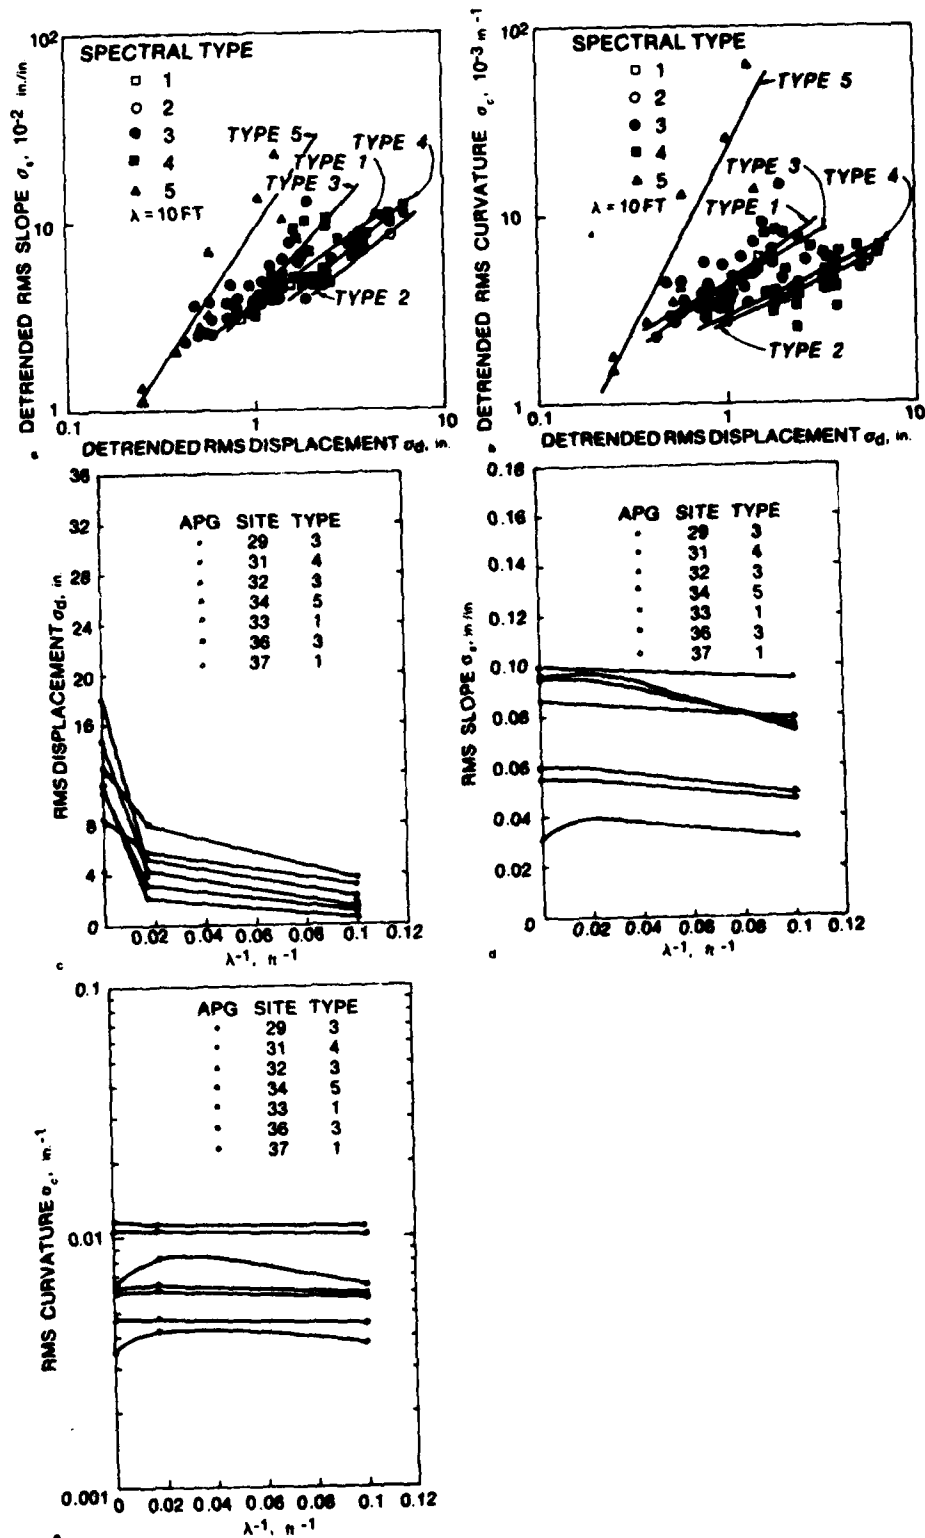 10²
SPECTRAL TYPE
□ 1
○ 2
● 3
■ 4
▲ 5
λ = 10 FT
TYPE 5
TYPE 4
TYPE 1
TYPE 3
TYPE 2
10
1
0.1 1 10
DETRENDED RMS SLOPE σs, 10⁻² in./in
DETRENDED RMS DISPLACEMENT σd, in.
a
10²
SPECTRAL TYPE
□ 1
○ 2
● 3
■ 4
▲ 5
λ = 10 FT
TYPE 5
TYPE 3
TYPE 4
TYPE 1
TYPE 2
10
1
0.1 1 10
DETRENDED RMS CURVATURE σc, 10⁻³ in⁻¹
DETRENDED RMS DISPLACEMENT σd, in.
b
36
32
28
24
20
16
8
4
0
APG SITE TYPE
29 3
31 4
32 3
34 5
33 1
36 3
37 1
RMS DISPLACEMENT σd, in
0.02 0.04 0.06 0.08 0.1 0.12
λ⁻¹, ft⁻¹
c
0.18
0.16
0.14
0.12
0.10
0.08
0.06
0.04
0.02
0
APG SITE TYPE
29 3
31 4
32 3
34 5
33 1
36 3
37 1
RMS SLOPE σs, in/in
0.02 0.04 0.06 0.08 0.1 0.12
λ⁻¹, ft⁻¹
d
0.1
0.01
0.001
APG SITE TYPE
29 3
31 4
32 3
34 5
33 1
36 3
37 1
RMS CURVATURE σc, in.⁻¹
0 0.02 0.04 0.06 0.08 0.1 0.12
λ⁻¹, ft⁻¹